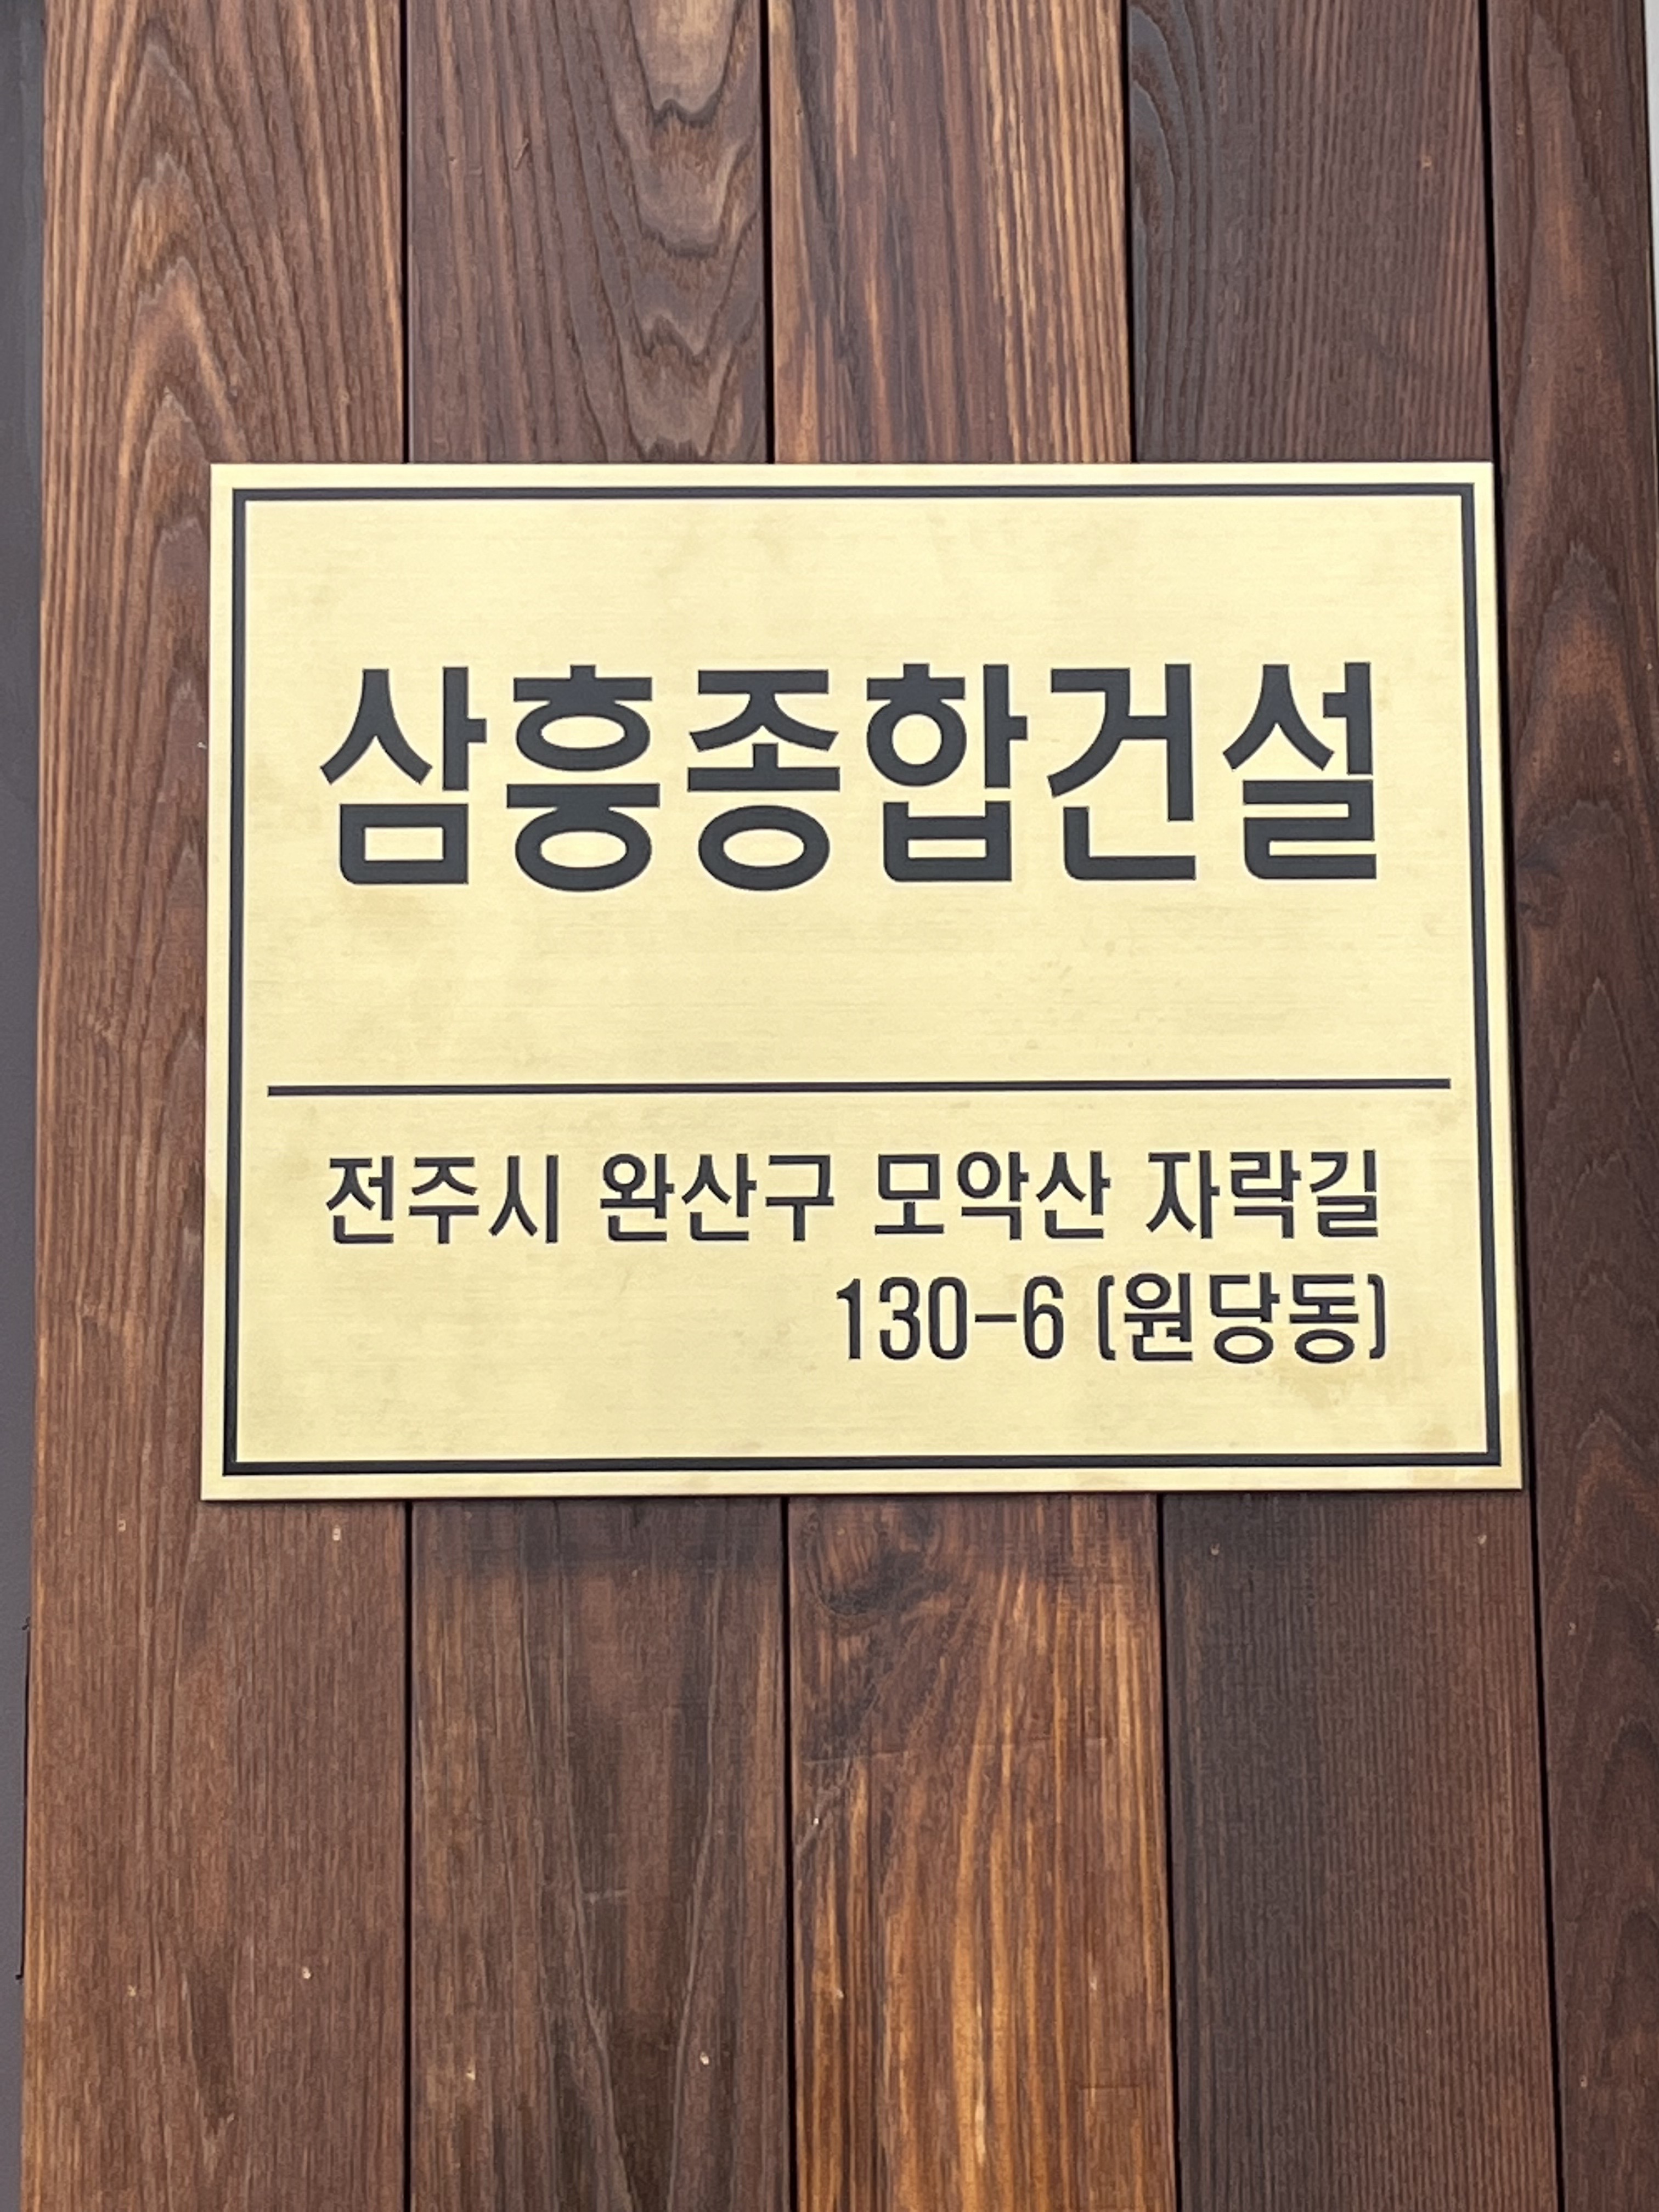 삼흥종합건설
전주시 완산구 모악산 자락길
130-6 (원당동)